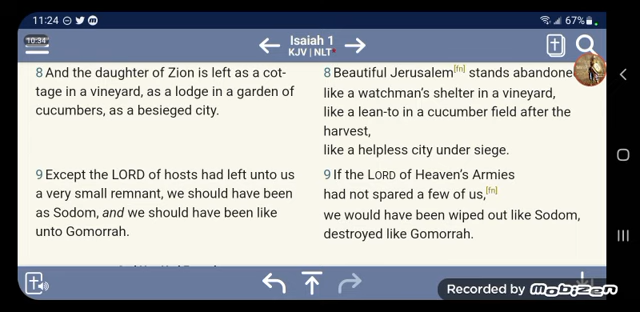 11:24
67%
10:34
Isaiah 1
KJV | NLT*
8 And the daughter of Zion is left as a cot-
tage in a vineyard, as a lodge in a garden of
cucumbers, as a besieged city.
9 Except the LORD of hosts had left unto us
a very small remnant, we should have been
as Sodom, and we should have been like
unto Gomorrah.
8 Beautiful Jerusalem[fn] stands abandone
like a watchman’s shelter in a vineyard,
like a lean-to in a cucumber field after the
harvest,
like a helpless city under siege.
9 If the LORD of Heaven’s Armies
had not spared a few of us,[fn]
we would have been wiped out like Sodom,
destroyed like Gomorrah.
Recorded by Mobizen